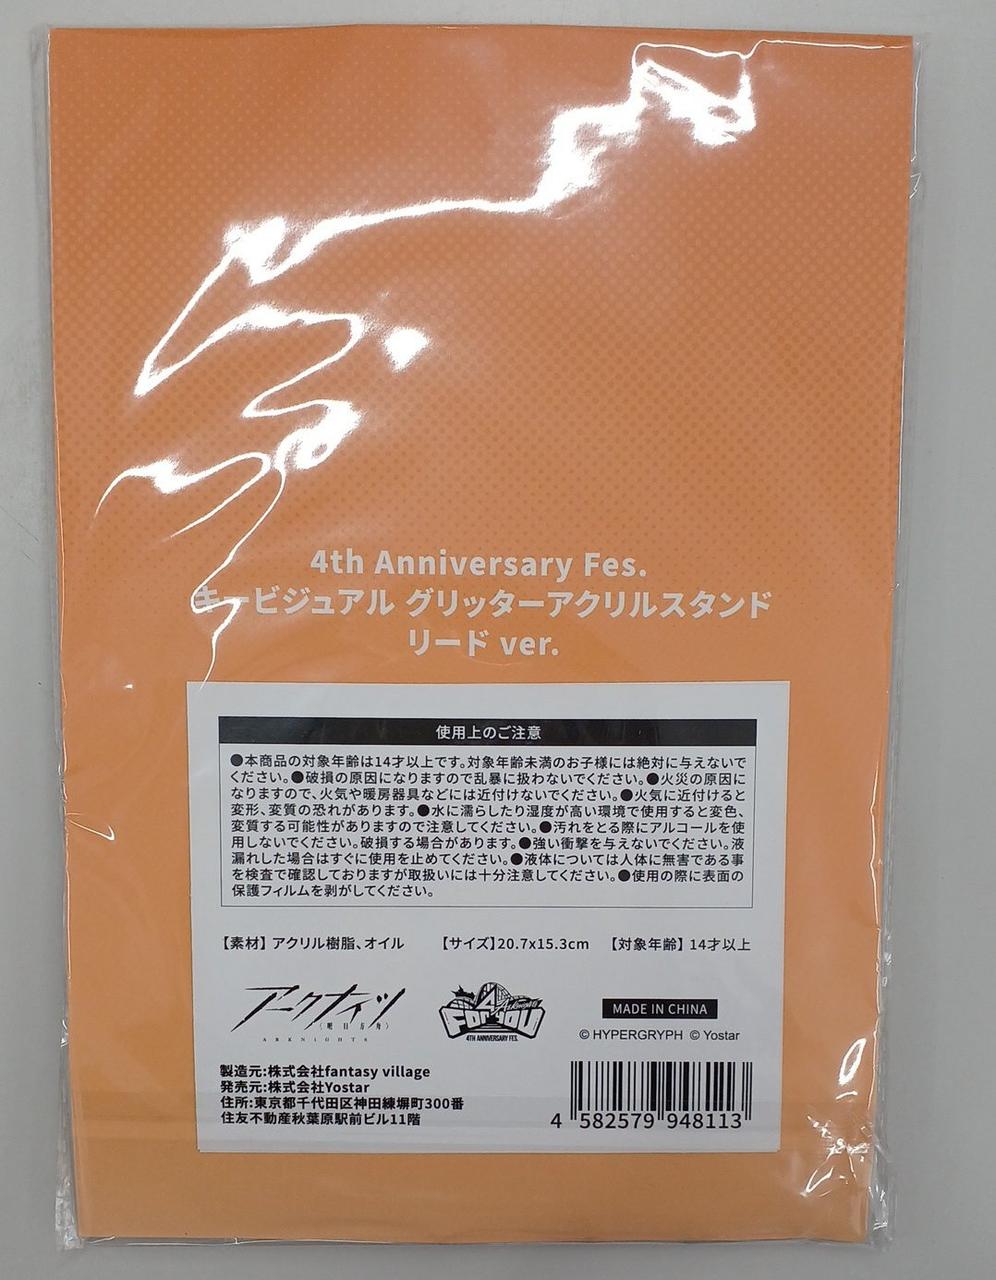 4th Anniversary Fes.
キービジュアル グリッターアクリルスタンド
リード ver.
使用上のご注意
●本商品の対象年齢は14才以上です。対象年齢未満のお子様には絶対に与えないで
ください。●破損の原因になりますので乱暴に扱わないでください。●火災の原因に
なりますので、火気や暖房器具などには近付けないでください。●火気に近付けると
変形、変質の恐れがあります。●水に濡らしたり湿度が高い環境で使用すると変色、
変質する可能性がありますので注意してください。●汚れをとる際にアルコールを使
用しないでください。破損する場合があります。●強い衝撃を与えないでください。液
漏れした場合はすぐに使用を止めてください。●液体については人体に無害である事
を検査で確認しておりますが取扱いには十分注意してください。●使用の際に表面の
保護フィルムを剥がしてください。
【素材】アクリル樹脂、オイル 【サイズ】20.7x15.3cm 【対象年齢】14才以上
アークナイツ
〈明日方舟〉
ARKNIGHTS
4 Arknights
For YOU
4TH ANNIVERSARY FES.
MADE IN CHINA
© HYPERGRYPH © Yostar
製造元:株式会社fantasy village
発売元:株式会社Yostar
住所:東京都千代田区神田練塀町300番
住友不動産秋葉原駅前ビル11階
4 582579 948113